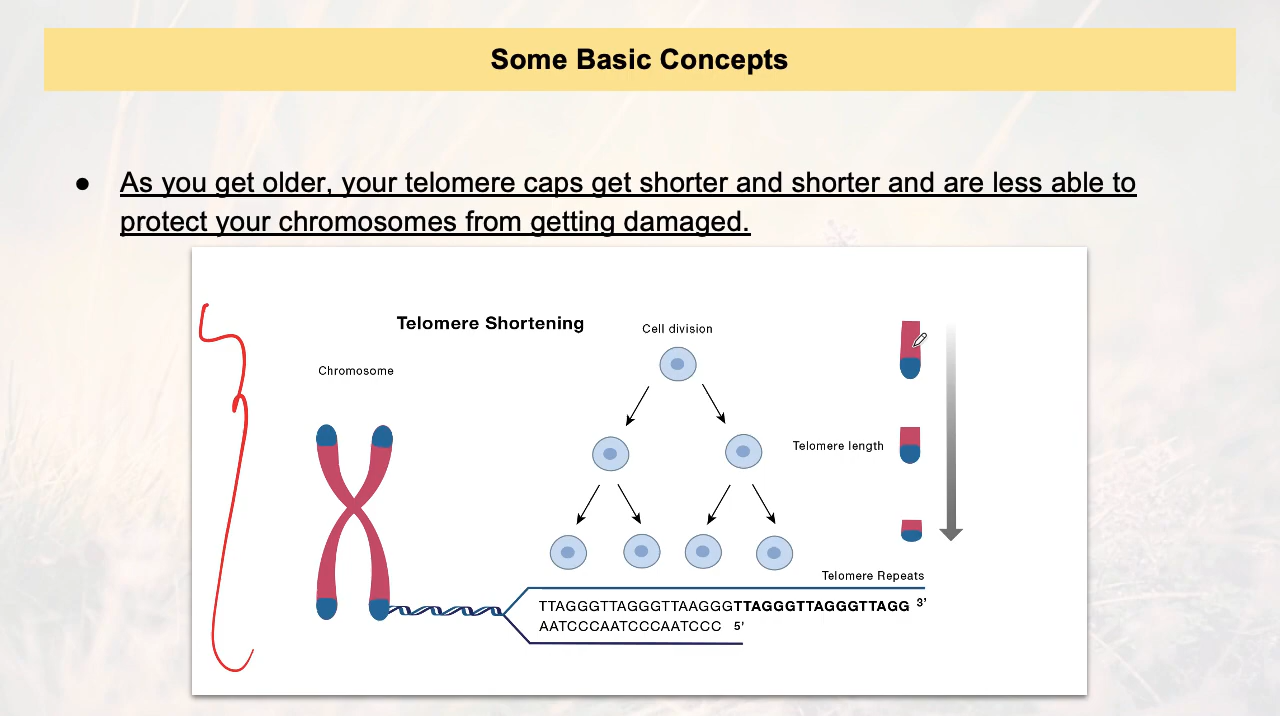 Some Basic Concepts
● As you get older, your telomere caps get shorter and shorter and are less able to
protect your chromosomes from getting damaged.
Telomere Shortening
Cell division
Chromosome
Telomere length
Telomere Repeats
TTAGGGTTAGGGTTAAGGGTTAGGGTTAGGGTTAGG 3’
AATCCCAATCCCAATCCC 5’